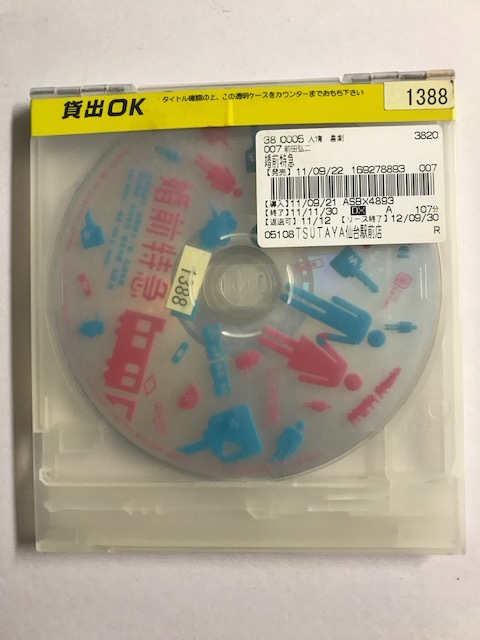 貸出OK
タイトル確認の上、この透明ケースをカウンターまでおもち下さい
1388
38 0005 人情 喜劇 3820
007 前田弘二
婚前特急
【発売】11/09/22 169278893 007
【導入】11/09/21 ASBX4893
【終了】11/11/30 DX A 107分
【返送可】11/12 【リース終了】12/09/30
05108 TSUTAYA仙台駅前店 R
婚前特急
1388